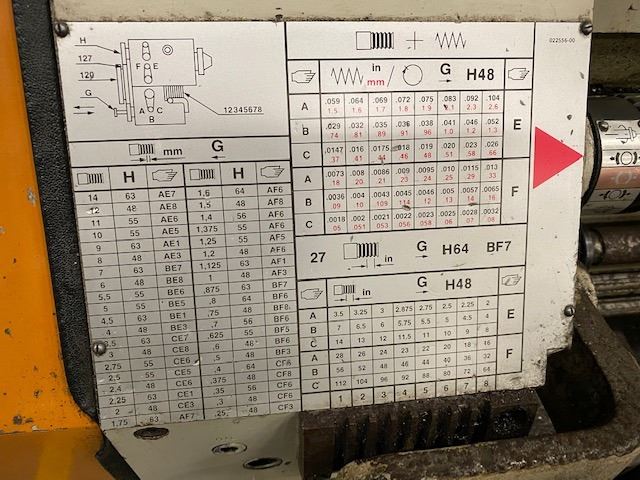 022556-00
H
127
120
G
F E
A B
C
12345678
mm G
H H
14 63 AE7 1,6 64 AF6
12 48 AE8 1,5 48 AF8
11 55 AE6 1,4 56 AF6
10 55 AE5 1,375 55 AF5
9 63 AE1 1,25 55 AF6
8 48 AE3 1,2 48 AF6
7 63 BE7 1,125 63 AF1
6 48 BE8 1 48 AF3
5,5 55 BE6 ,875 63 BF7
5 55 BE5 ,8 64 BF6
4,5 63 BE1 ,75 48 BF8
4 48 BE3 ,7 56 BF6
3,5 63 CE7 ,625 55 BF5
3 48 CE8 ,6 48 BF6
2,75 55 CE6 ,5 48 BF3
2,5 55 CE5 ,4 64 CF6
2,4 48 CE6 ,375 48 CF8
2,25 63 CE1 ,35 56 CF6
2 48 CE3 ,3 48 CF6
1,75 63 AF7 ,25 48 CF3
in
mm/ G H48
A .059 .064 .069 .072 .075 .083 .092 .104
1.5 1.6 1.7 1.8 1.9 2.1 2.3 2.6
B .029 .032 .035 .036 .038 .041 .046 .052 E
.74 .81 .89 .91 .96 1.0 1.2 1.3
C .0147 .016 .0175 .018 .019 .020 .023 .026
.37 .41 .44 .46 .48 .51 .58 .66
A .0073 .008 .0086 .009 .0095 .010 .0115 .013
.18 .20 .21 .23 .24 .25 .29 .33
B .0036 .004 .0043 .0045 .0046 .005 .0057 .0065 F
.09 .10 .109 .12 .13 .14 .16
C .0018 .002 .0021 .0022 .0023 .0025 .0028 .0032
.05 .051 .053 .056 .058 .06 .07 .08
27 in G H64 BF7
in G H48
A 3.5 3.25 3 2.875 2.75 2.5 2.25 2
B 7 6.5 6 5.75 5.5 5 4.5 4 E
C 14 13 12 11.5 11 10 9 8
A 28 26 24 23 22 20 18 16
B 56 52 48 46 44 40 36 32 F
C 112 104 96 92 88 80 72 64
1 2 3 4 5 6 7 8